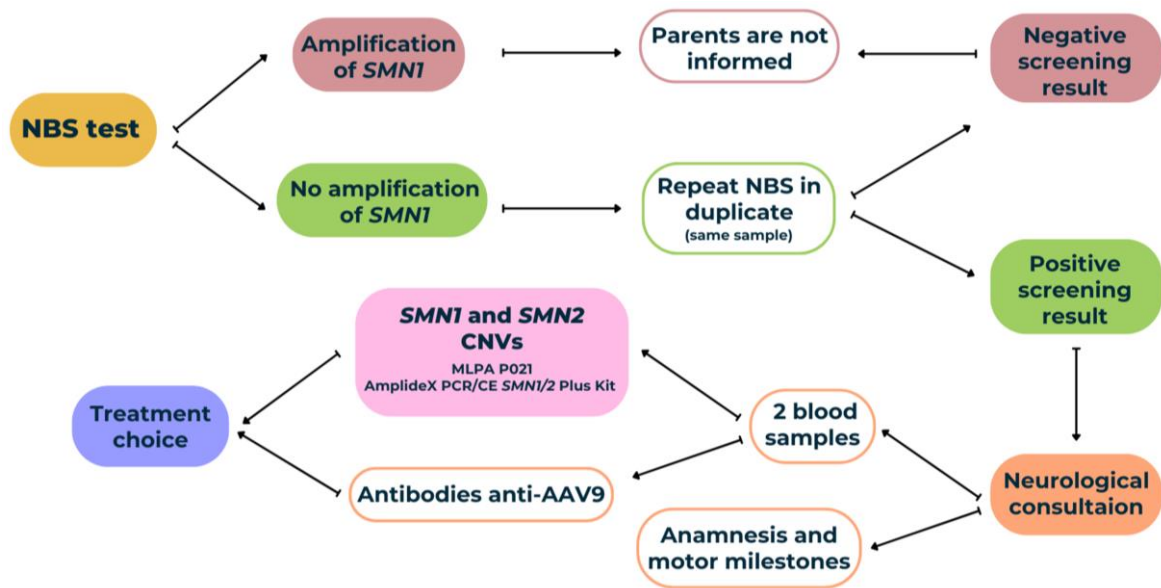 Amplification
of SMN1
Parents are not
informed
Negative
screening
result
NBS test
No amplification
of SMN1
Repeat NBS in
duplicate
(same sample)
Positive
screening
result
SMN1 and SMN2
CNVs
MLPA P021
AmplideX PCR/CE SMN1/2 Plus Kit
Treatment
choice
2 blood
samples
Antibodies anti-AAV9
Neurological
consultaion
Anamnesis and
motor milestones